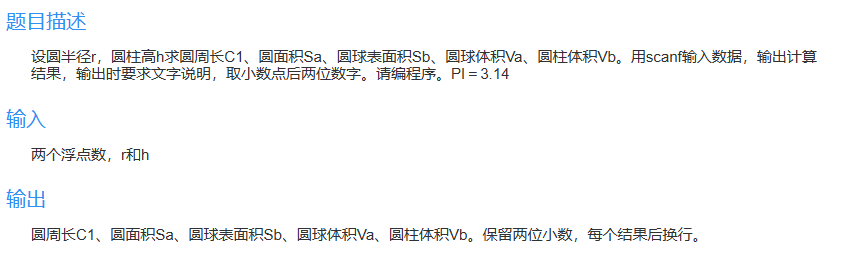 题目描述
设圆半径r，圆柱高h求圆周长C1、圆面积Sa、圆球表面积Sb、圆球体积Va、圆柱体积Vb。用scanf输入数据，输出计算
结果，输出时要求文字说明，取小数点后两位数字。请编程序。PI＝3.14
输入
两个浮点数，r和h
输出
圆周长C1、圆面积Sa、圆球表面积Sb、圆球体积Va、圆柱体积Vb。保留两位小数，每个结果后换行。